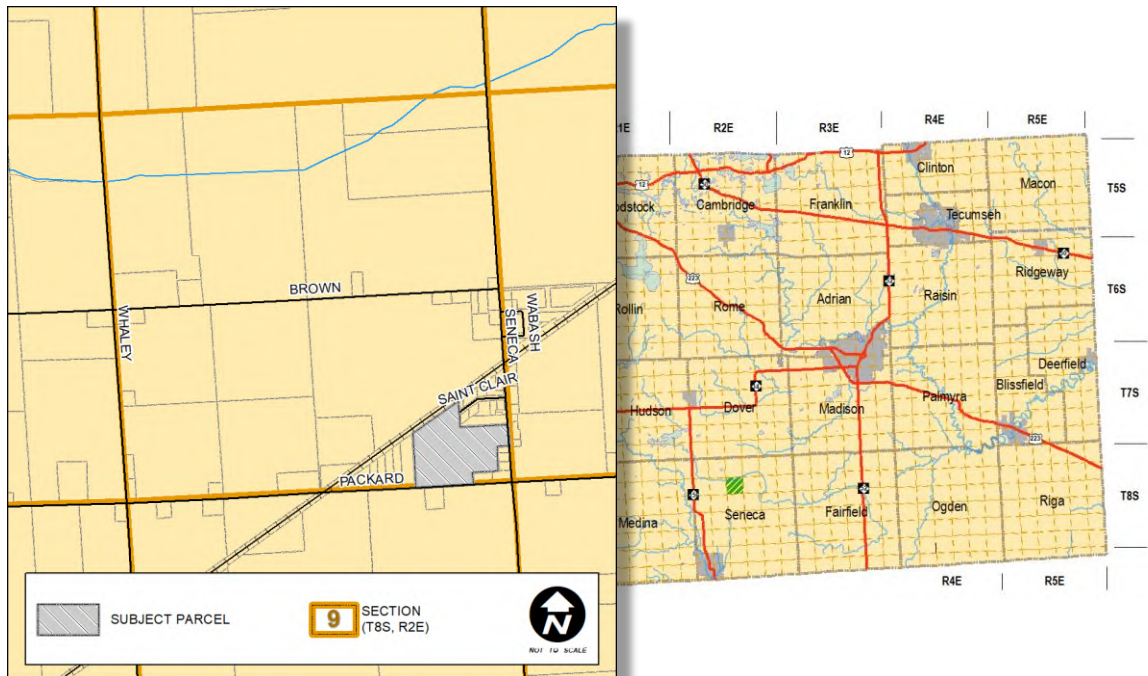 BROWN
WHALEY
WABASH
SENECA
SAINT CLAIR
PACKARD
SUBJECT PARCEL
9
SECTION
(T8S, R2E)
N
NOT TO SCALE
R1E
R2E
R3E
R4E
R5E
12
12
Clinton
Macon
T5S
odstock
Cambridge
Franklin
Tecumseh
Ridgeway
223
Rollin
Rome
Adrian
Raisin
T6S
Deerfield
Blissfield
Hudson
Dover
Madison
Palmyra
T7S
223
Medina
Seneca
Fairfield
Ogden
Riga
T8S
R4E
R5E